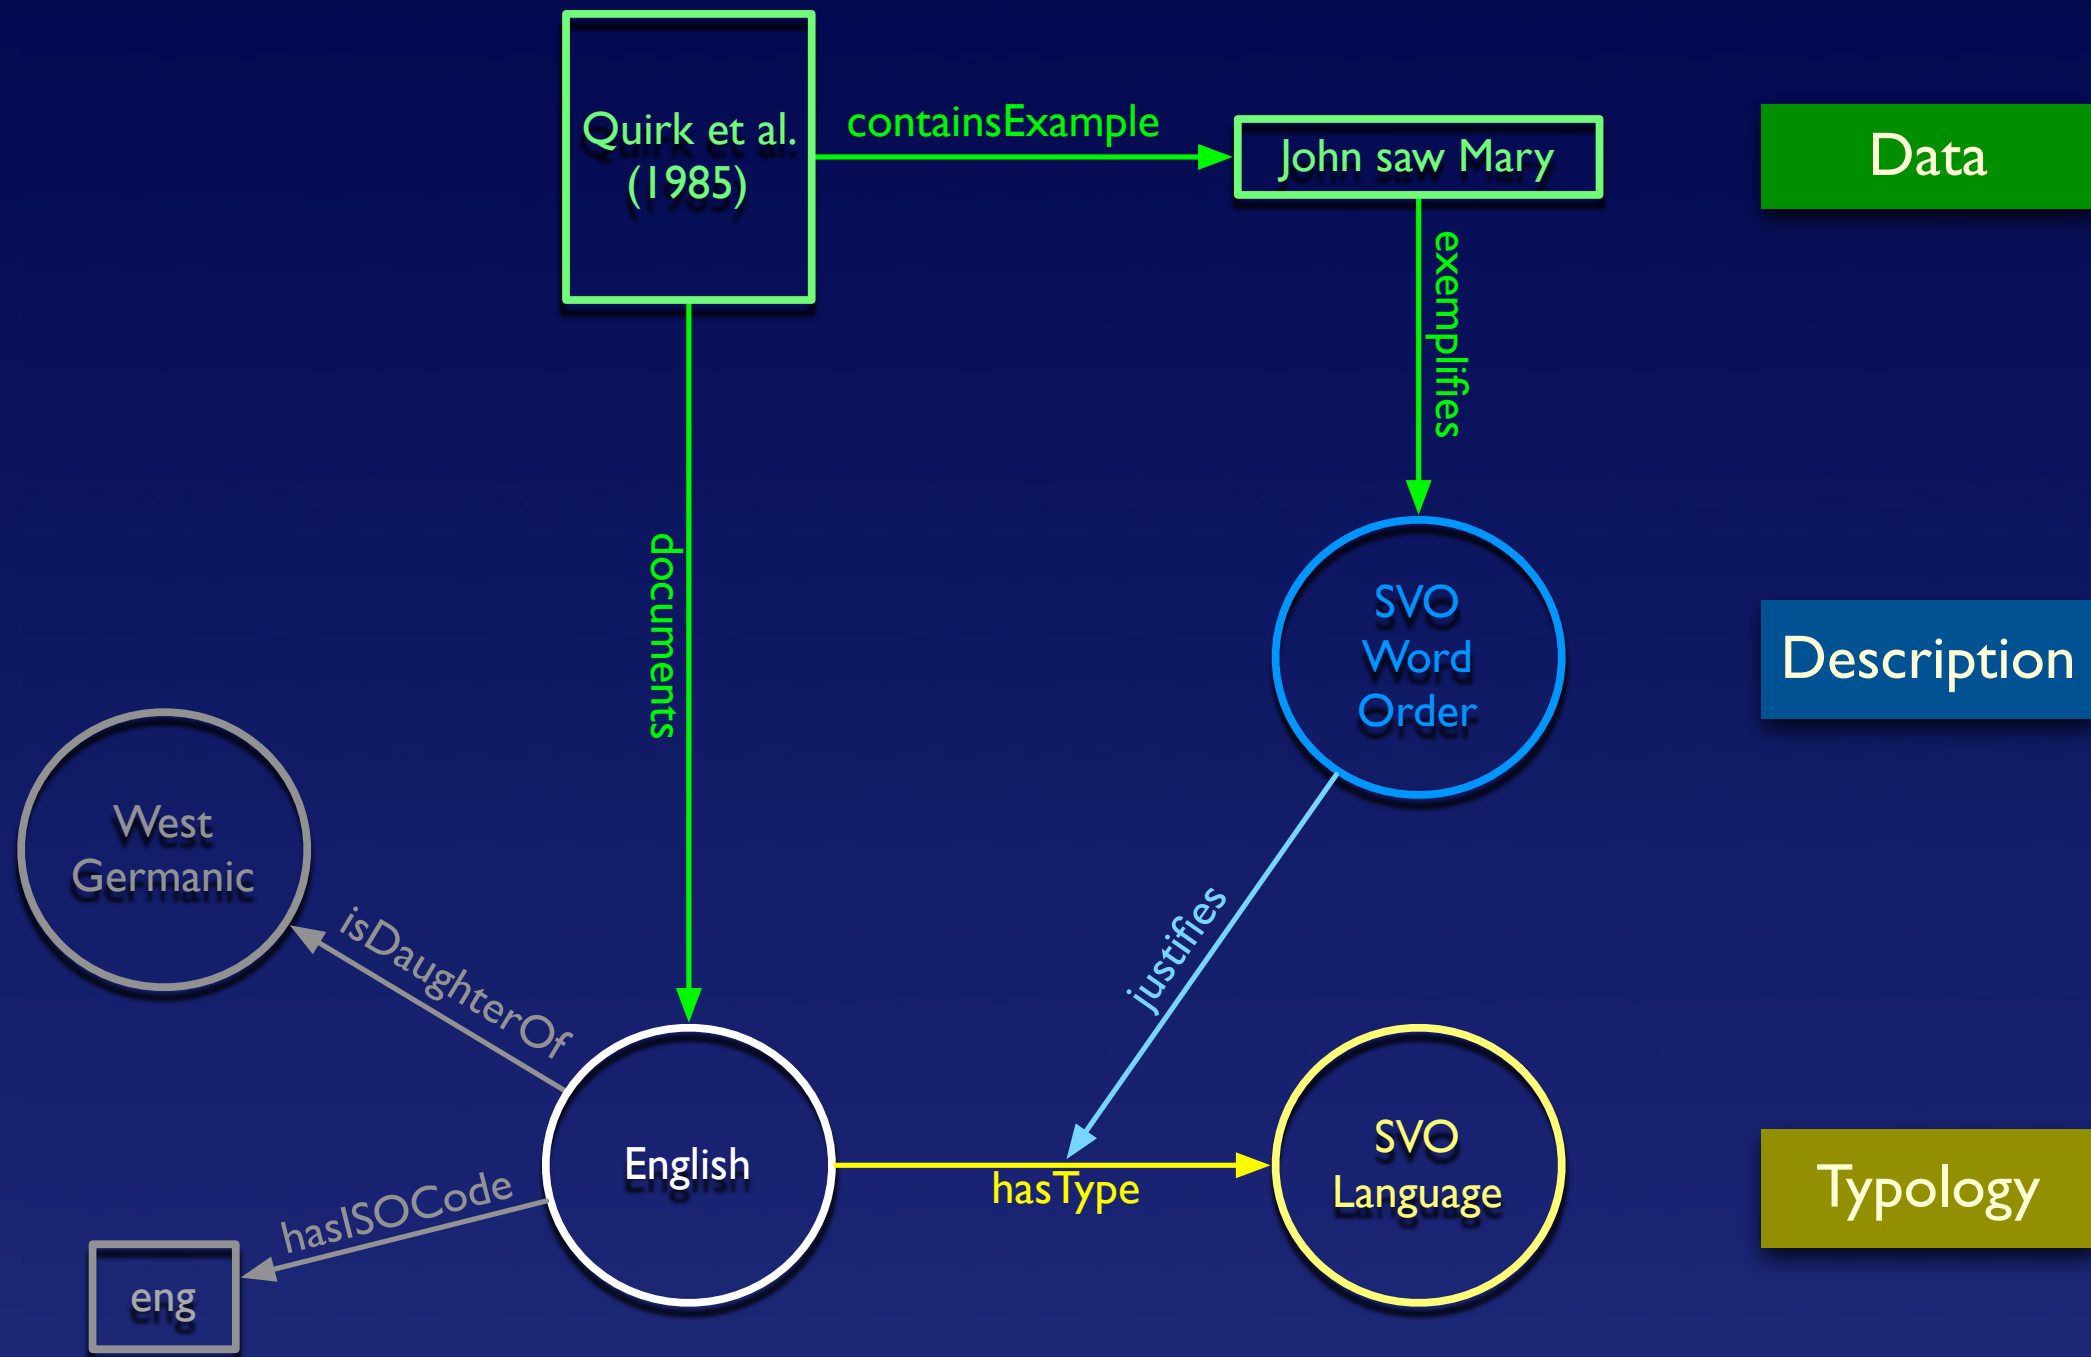 Quirk et al.
(1985)
containsExample
John saw Mary
Data
exemplifies
documents
SVO
Word
Order
Description
West
Germanic
isDaughterOf
justifies
English
hasType
SVO
Language
Typology
hasISOCode
eng